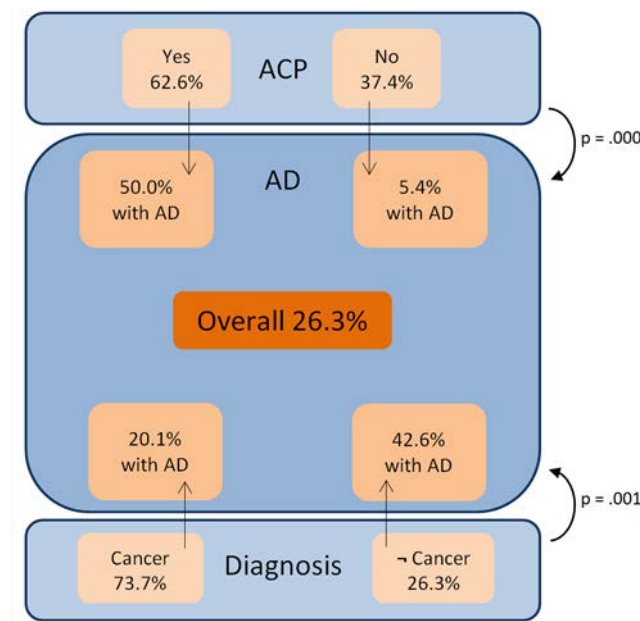 Yes
62.6%
ACP
No
37.4%
p = .000
50.0%
with AD
AD
5.4%
with AD
Overall 26.3%
20.1%
with AD
42.6%
with AD
p = .001
Cancer
73.7%
Diagnosis
¬ Cancer
26.3%